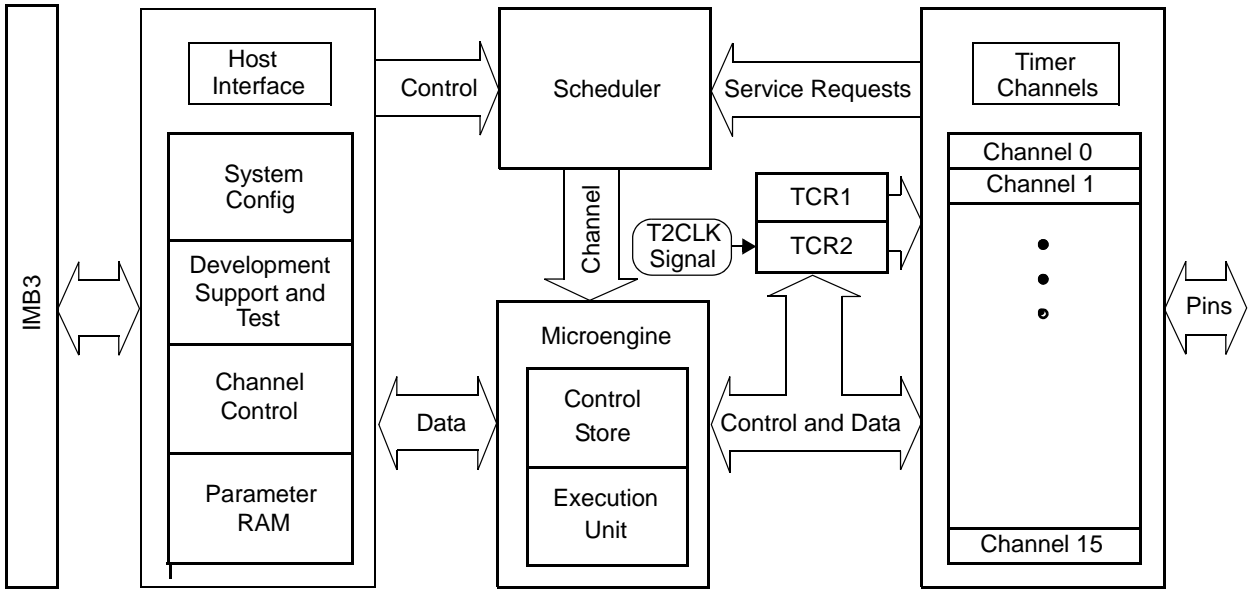 IMB3
Host
Interface
System
Config
Development
Support and
Test
Channel
Control
Parameter
RAM
Control
Data
Scheduler
Channel
Microengine
Control
Store
Execution
Unit
Service Requests
TCR1
TCR2
T2CLK
Signal
Control and Data
Timer
Channels
Channel 0
Channel 1
Channel 15
Pins